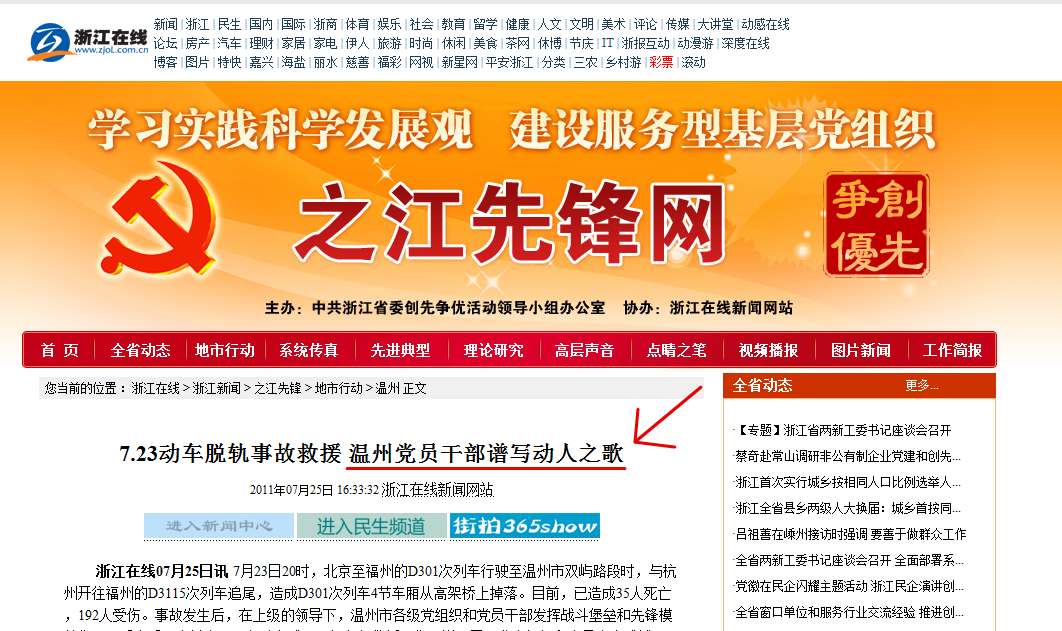 浙江在线
www.zjol.com.cn
新闻|浙江|民生|国内|国际|浙商|体育|娱乐|社会|教育|留学|健康|人文|文明|美术|评论|传媒|大讲堂|动感在线
论坛|房产|汽车|理财|家居|家电|伊人|旅游|时尚|休闲|美食|茶网|休博|节庆|IT|浙报互动|动漫游|深度在线
博客|图片|特快|嘉兴|海盐|丽水|慈善|福彩|网视|新星网|平安浙江|分类|三农|乡村游|彩票|滚动
学习实践科学发展观 建设服务型基层党组织
之江先锋网
爭創
優先
主办：中共浙江省委创先争优活动领导小组办公室 协办：浙江在线新闻网站
首 页 全省动态 地市行动 系统传真 先进典型 理论研究 高层声音 点睛之笔 视频播报 图片新闻 工作简报
您当前的位置 ：浙江在线 > 浙江新闻 > 之江先锋 > 地市行动 > 温州 正文
7.23动车脱轨事故救援 温州党员干部谱写动人之歌
2011年07月25日 16:33:32 浙江在线新闻网站
进入新闻中心 进入民生频道 街拍365show
浙江在线07月25日讯 7月23日20时，北京至福州的D301次列车行驶至温州市双屿路段时，与杭
州开往福州的D3115次列车追尾，造成D301次列车4节车厢从高架桥上掉落。目前，已造成35人死亡
，192人受伤。事故发生后，在上级的领导下，温州市各级党组织和党员干部发挥战斗堡垒和先锋模
全省动态 更多...
·【专题】浙江省两新工委书记座谈会召开
·蔡奇赴常山调研非公有制企业党建和创先...
·浙江首次实行城乡按相同人口比例选举人...
·浙江全省县乡两级人大换届：城乡首按同...
·吕祖善在嵊州接访时强调 要善于做群众工作
·全省两新工委书记座谈会召开 全面部署系...
·党徽在民企闪耀主题活动 浙江民企演讲创...
·全省窗口单位和服务行业交流经验 推进创...